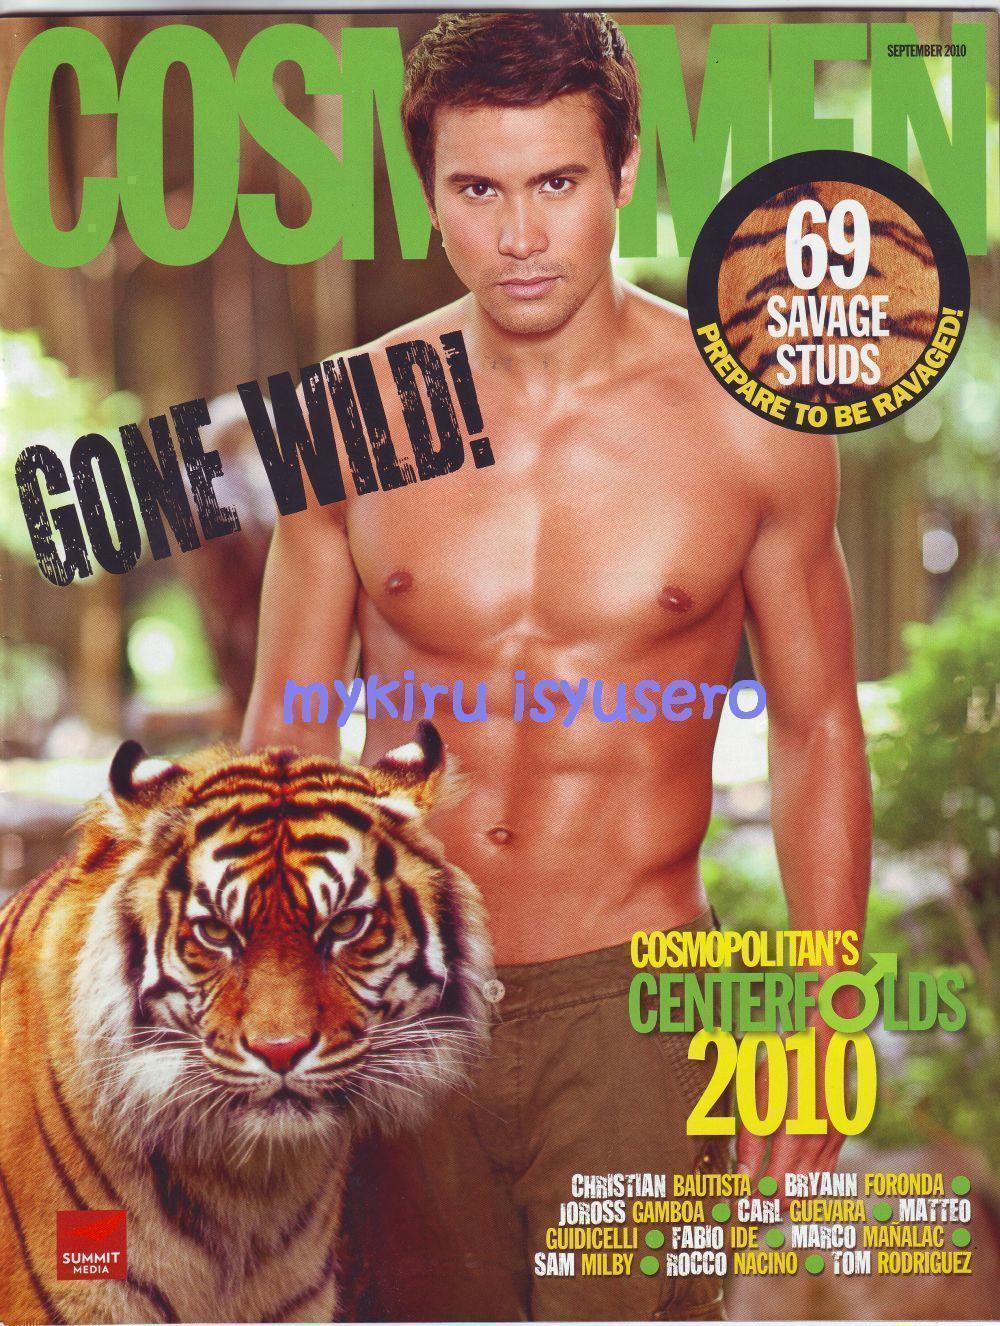 COSMO MEN
SEPTEMBER 2010
69
SAVAGE
STUDS
PREPARE TO BE RAVAGED!
GONE WILD!
mykiru isyusero
COSMOPOLITAN'S
CENTERFOLDS
2010
CHRISTIAN BAUTISTA ● BRYANN FORONDA ●
JOROSS GAMBOA ● CARL GUEVARA ● MATTEO
GUIDICELLI ● FABIO IDE ● MARCO MAÑALAC ●
SAM MILBY ● ROCCO NACINO ● TOM RODRIGUEZ
SUMMIT
MEDIA